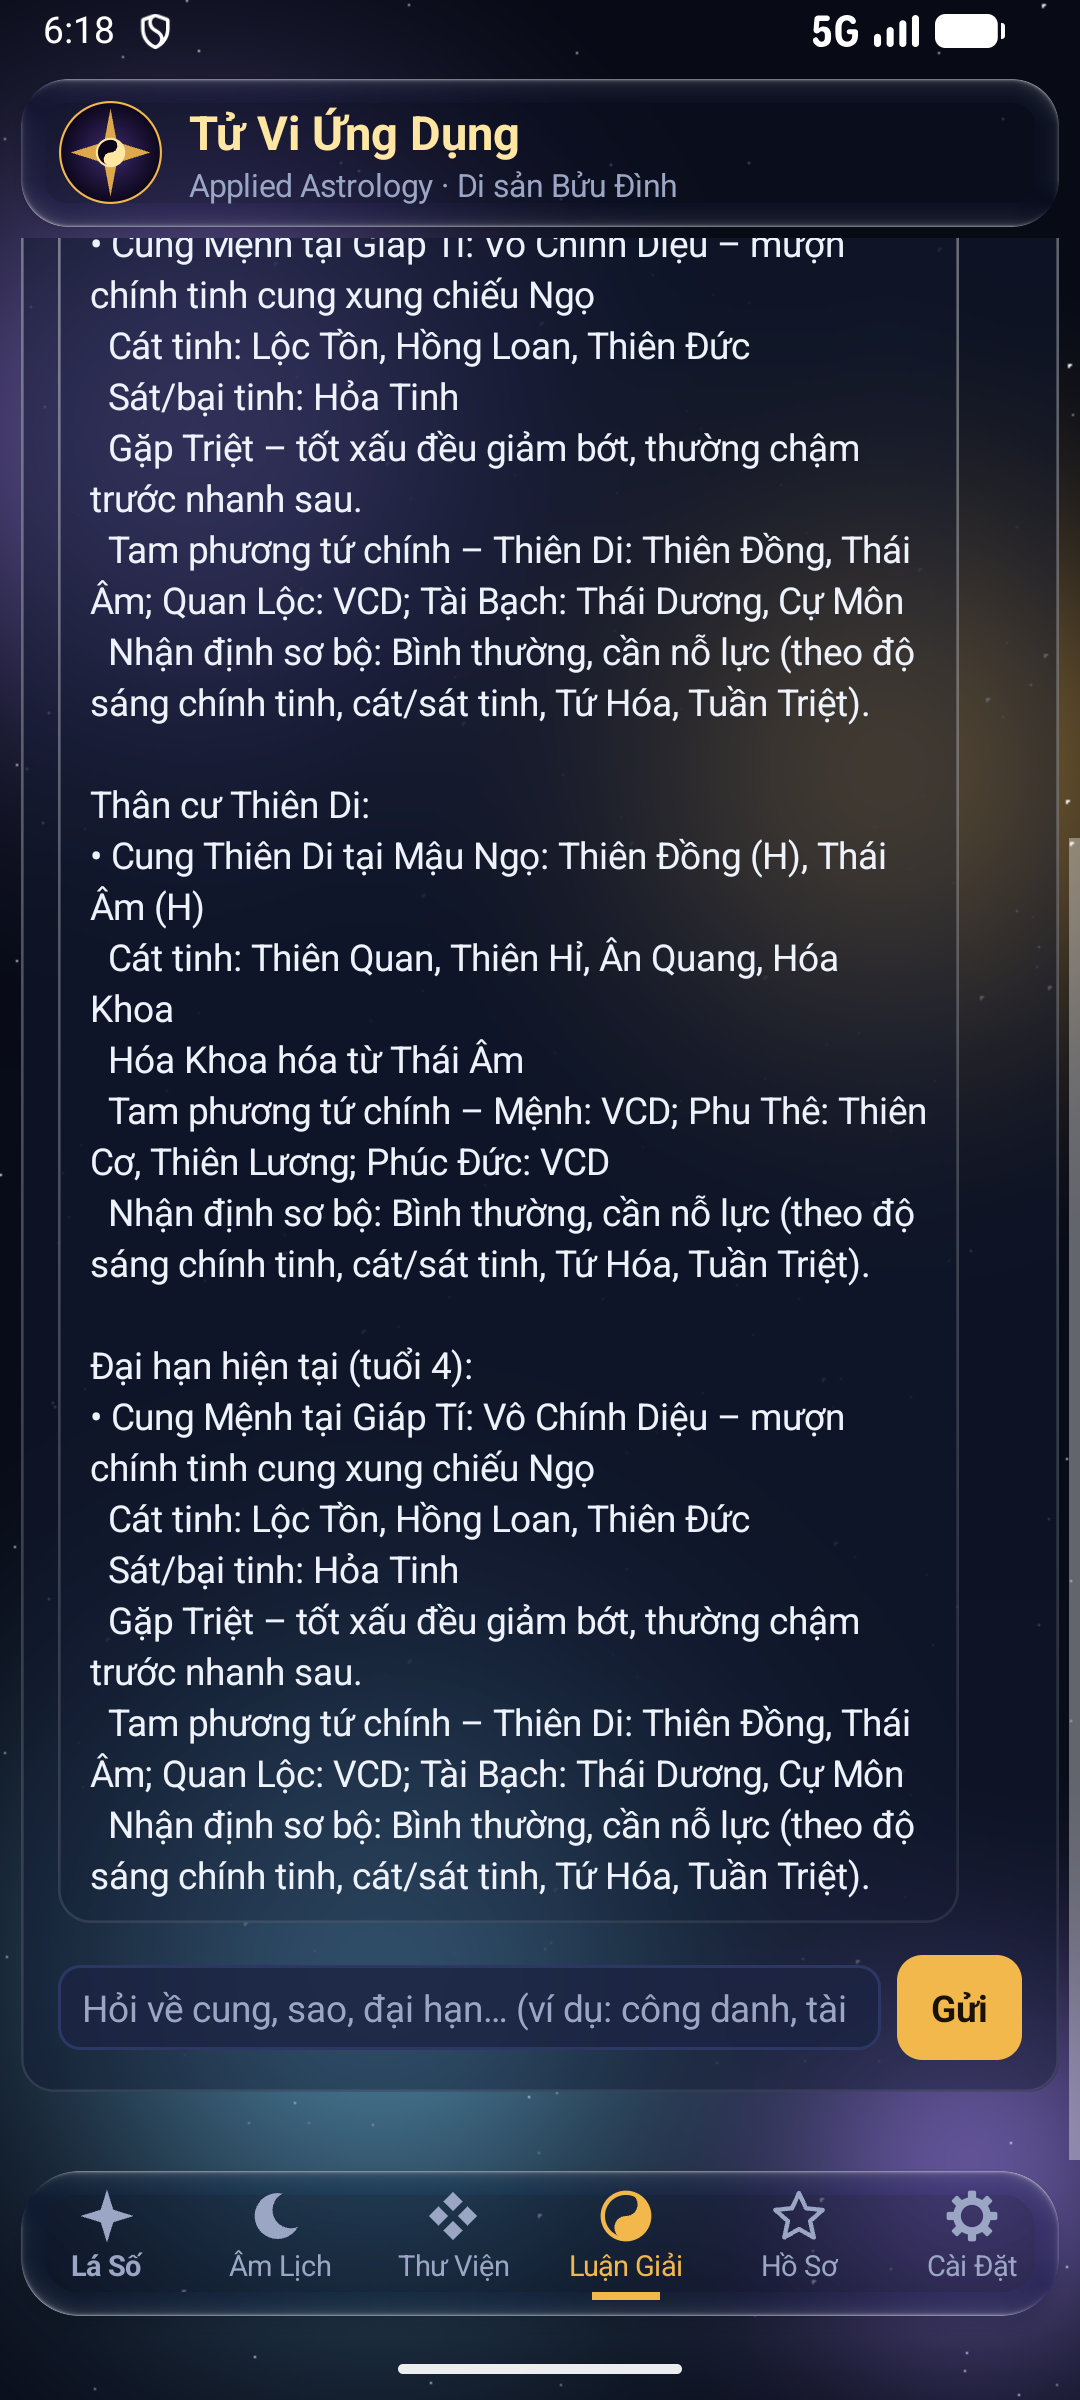 6:18
5G
Tử Vi Ứng Dụng
Applied Astrology · Di sản Bửu Đình
• Cung Mệnh tại Giáp Tí: Vô Chính Diệu – mượn
chính tinh cung xung chiếu Ngọ
Cát tinh: Lộc Tồn, Hồng Loan, Thiên Đức
Sát/bại tinh: Hỏa Tinh
Gặp Triệt – tốt xấu đều giảm bớt, thường chậm
trước nhanh sau.
Tam phương tứ chính – Thiên Di: Thiên Đồng, Thái
Âm; Quan Lộc: VCD; Tài Bạch: Thái Dương, Cự Môn
Nhận định sơ bộ: Bình thường, cần nỗ lực (theo độ
sáng chính tinh, cát/sát tinh, Tứ Hóa, Tuần Triệt).
Thân cư Thiên Di:
• Cung Thiên Di tại Mậu Ngọ: Thiên Đồng (H), Thái
Âm (H)
Cát tinh: Thiên Quan, Thiên Hỉ, Ân Quang, Hóa
Khoa
Hóa Khoa hóa từ Thái Âm
Tam phương tứ chính – Mệnh: VCD; Phu Thê: Thiên
Cơ, Thiên Lương; Phúc Đức: VCD
Nhận định sơ bộ: Bình thường, cần nỗ lực (theo độ
sáng chính tinh, cát/sát tinh, Tứ Hóa, Tuần Triệt).
Đại hạn hiện tại (tuổi 4):
• Cung Mệnh tại Giáp Tí: Vô Chính Diệu – mượn
chính tinh cung xung chiếu Ngọ
Cát tinh: Lộc Tồn, Hồng Loan, Thiên Đức
Sát/bại tinh: Hỏa Tinh
Gặp Triệt – tốt xấu đều giảm bớt, thường chậm
trước nhanh sau.
Tam phương tứ chính – Thiên Di: Thiên Đồng, Thái
Âm; Quan Lộc: VCD; Tài Bạch: Thái Dương, Cự Môn
Nhận định sơ bộ: Bình thường, cần nỗ lực (theo độ
sáng chính tinh, cát/sát tinh, Tứ Hóa, Tuần Triệt).
Hỏi về cung, sao, đại hạn... (ví dụ: công danh, tài
Gửi
Lá Số
Âm Lịch
Thư Viện
Luận Giải
Hồ Sơ
Cài Đặt